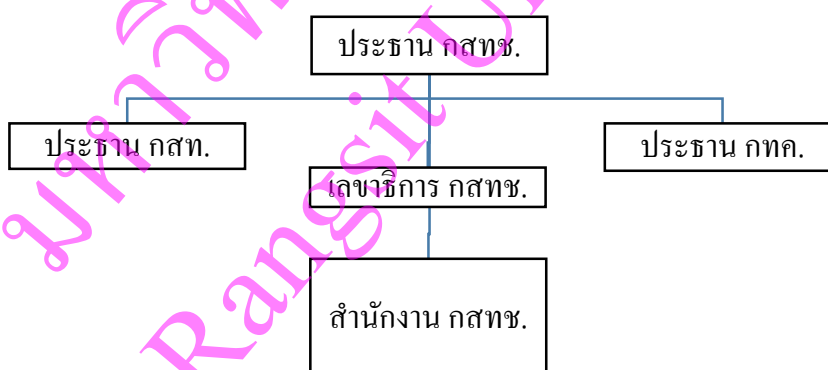 ประธาน กสทช.
ประธาน กสท.
ประธาน กทค.
เลขาธิการ กสทช.
สำนักงาน กสทช.
Rangsit